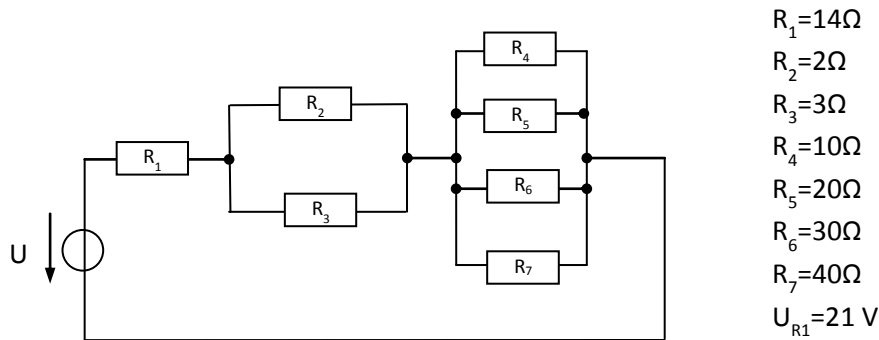 R₄
R₂
R₅
R₁
R₆
R₃
U
R₇
R₁=14Ω
R₂=2Ω
R₃=3Ω
R₄=10Ω
R₅=20Ω
R₆=30Ω
R₇=40Ω
U_R1=21 V